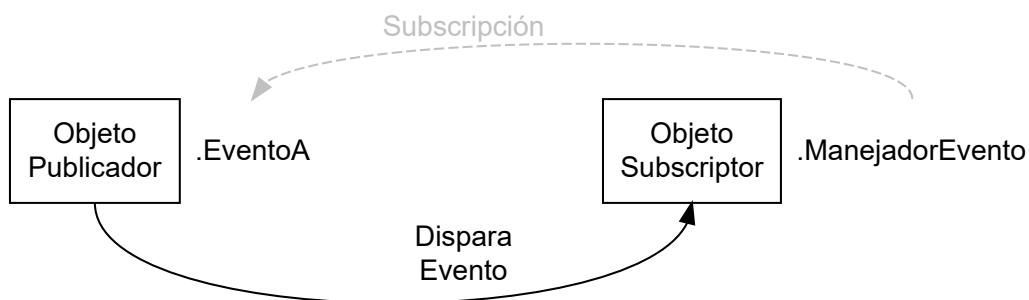 Subscripción
Objeto
Publicador
.EventoA
Objeto
Subscriptor
.ManejadorEvento
Dispara
Evento